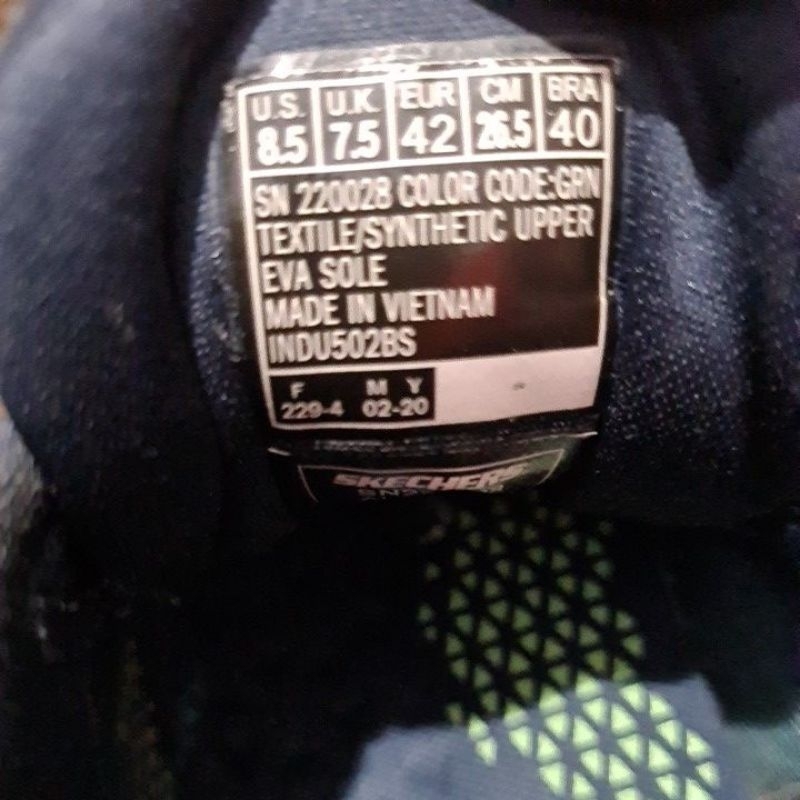 U.S. U.K. EUR CM BRA
8.5 7.5 42 26.5 40
SN 220028 COLOR CODE:GRN
TEXTILE/SYNTHETIC UPPER
EVA SOLE
MADE IN VIETNAM
INDU502BS
F M Y
229-4 02-20
SKECHERS